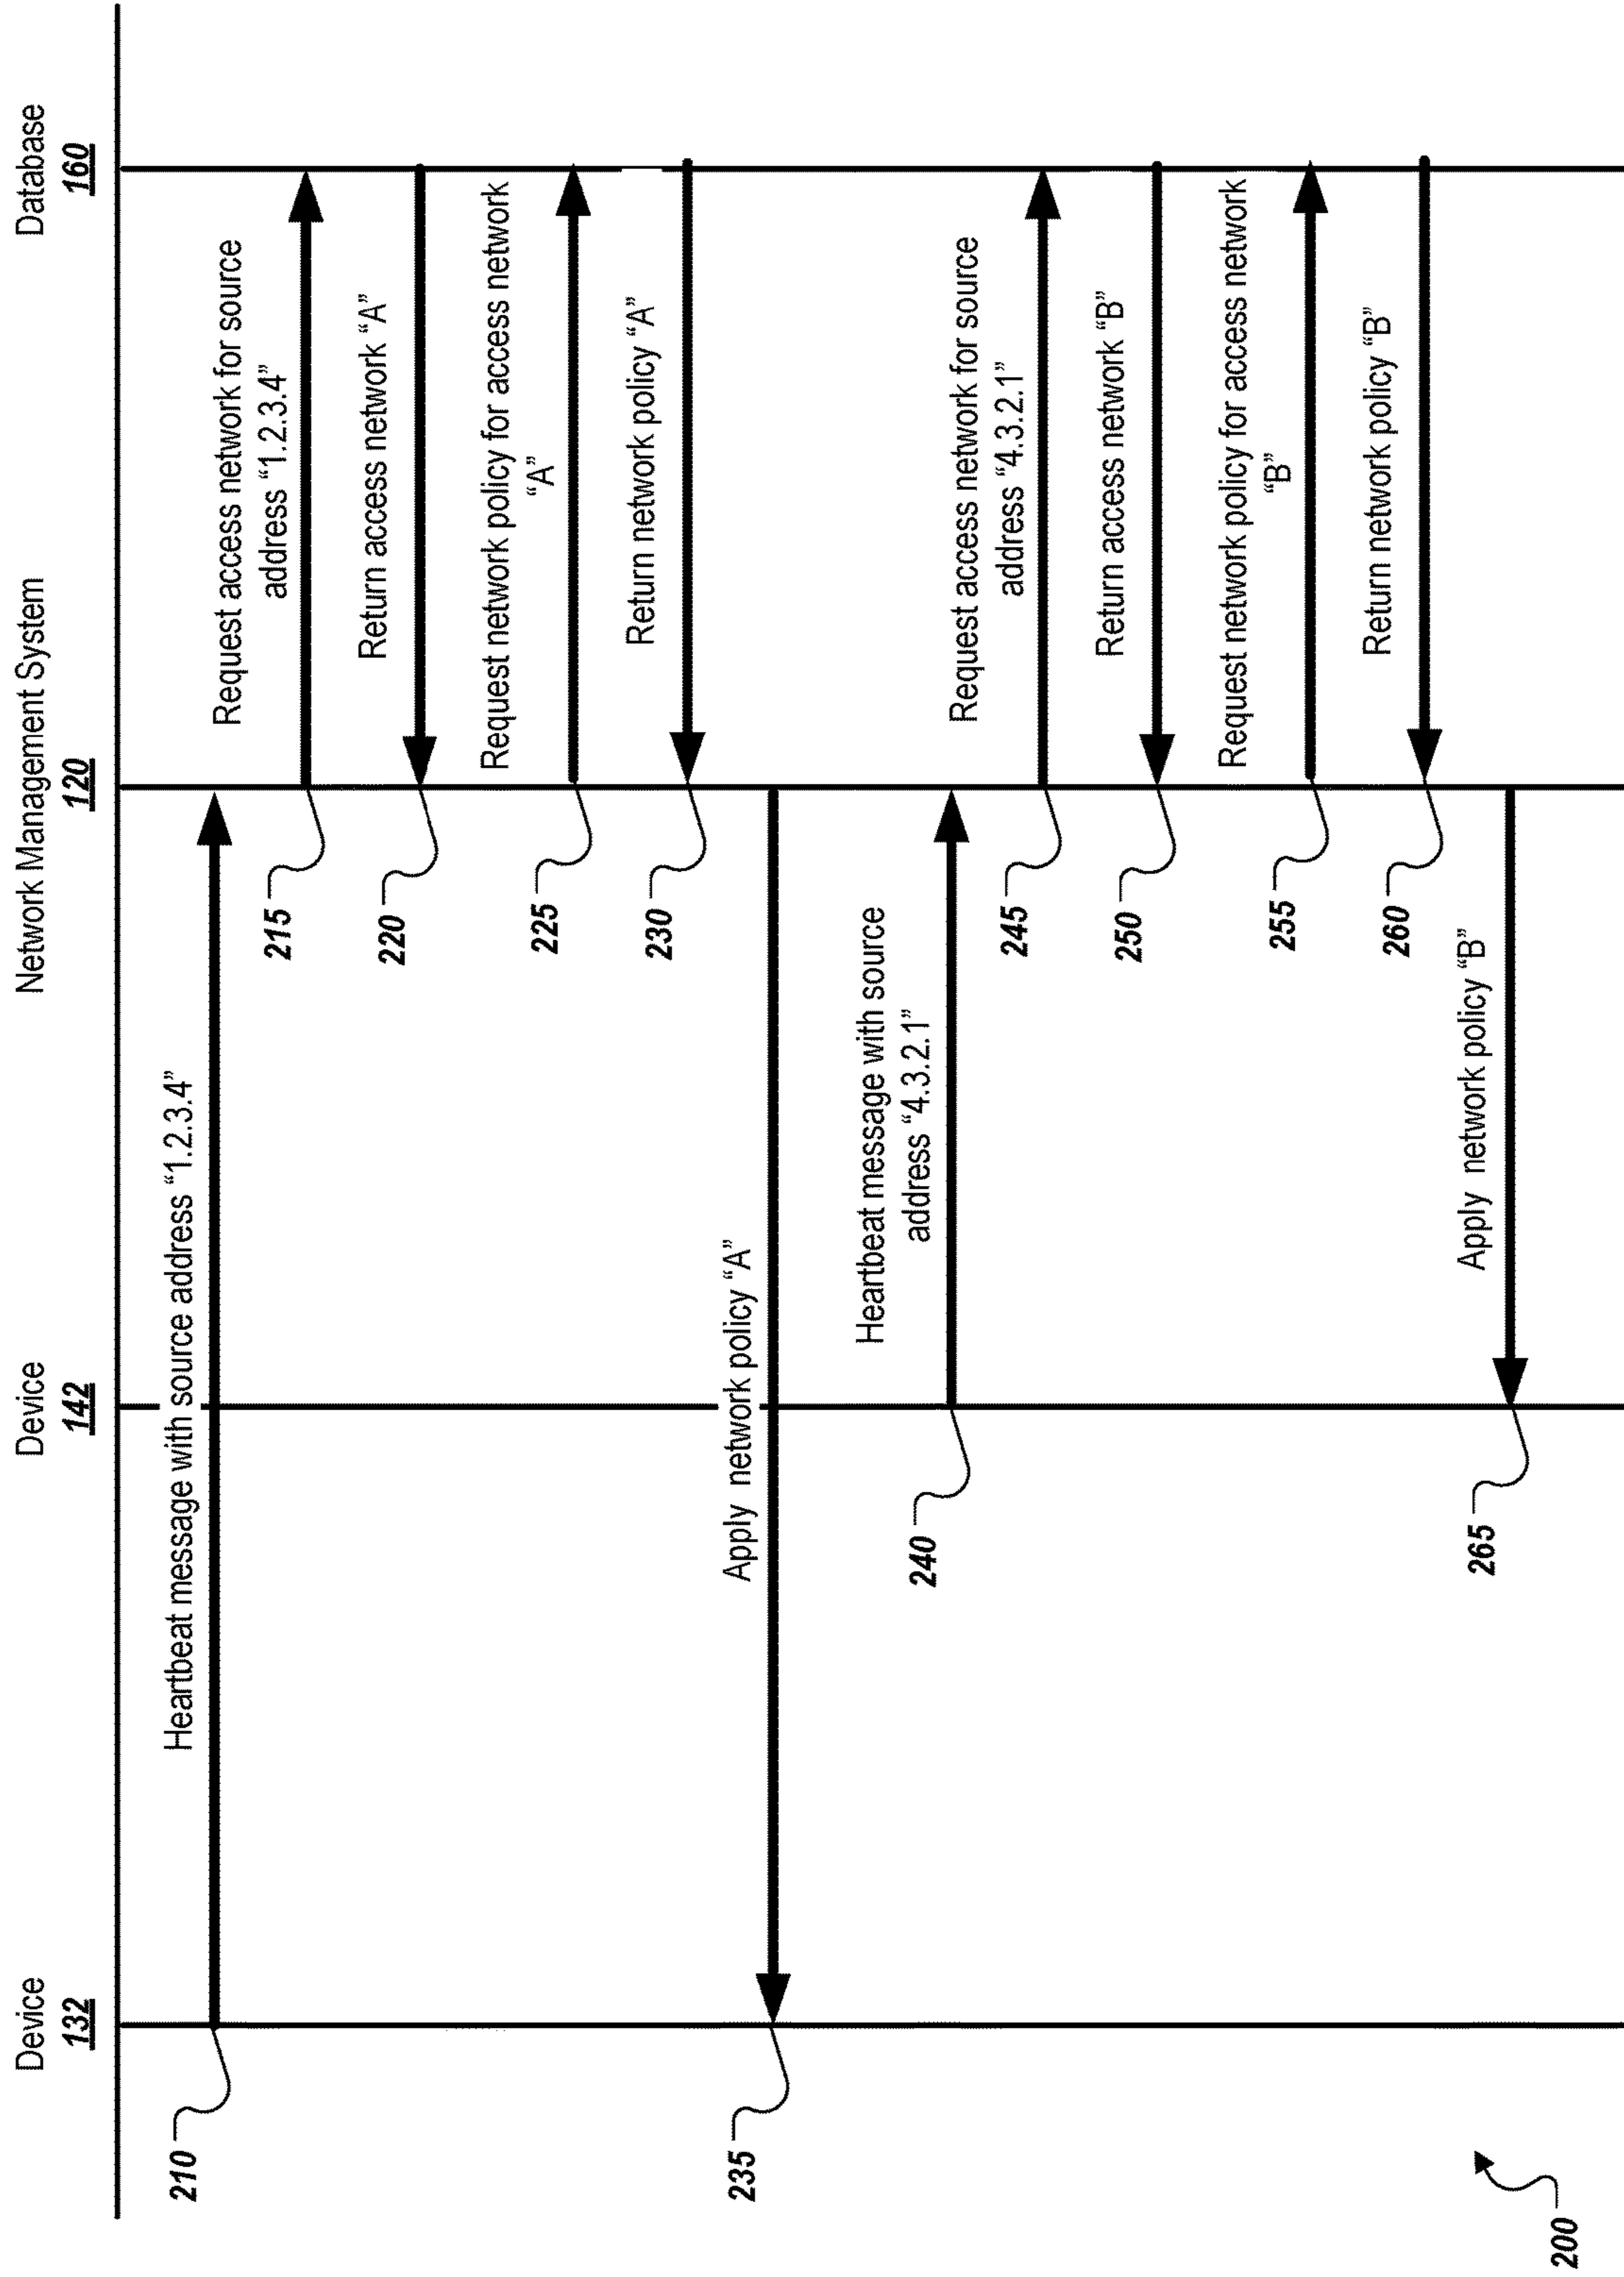 Device
132
Device
142
Network Management System
120
Database
160
210
Heartbeat message with source address “1.2.3.4”
215
Request access network for source
address “1.2.3.4”
220
Return access network “A”
225
Request network policy for access network
“A”
230
Return network policy “A”
235
Apply network policy “A”
240
Heartbeat message with source
address “4.3.2.1”
245
Request access network for source
address “4.3.2.1”
250
Return access network “B”
255
Request network policy for access network
“B”
260
Return network policy “B”
265
Apply network policy “B”
200